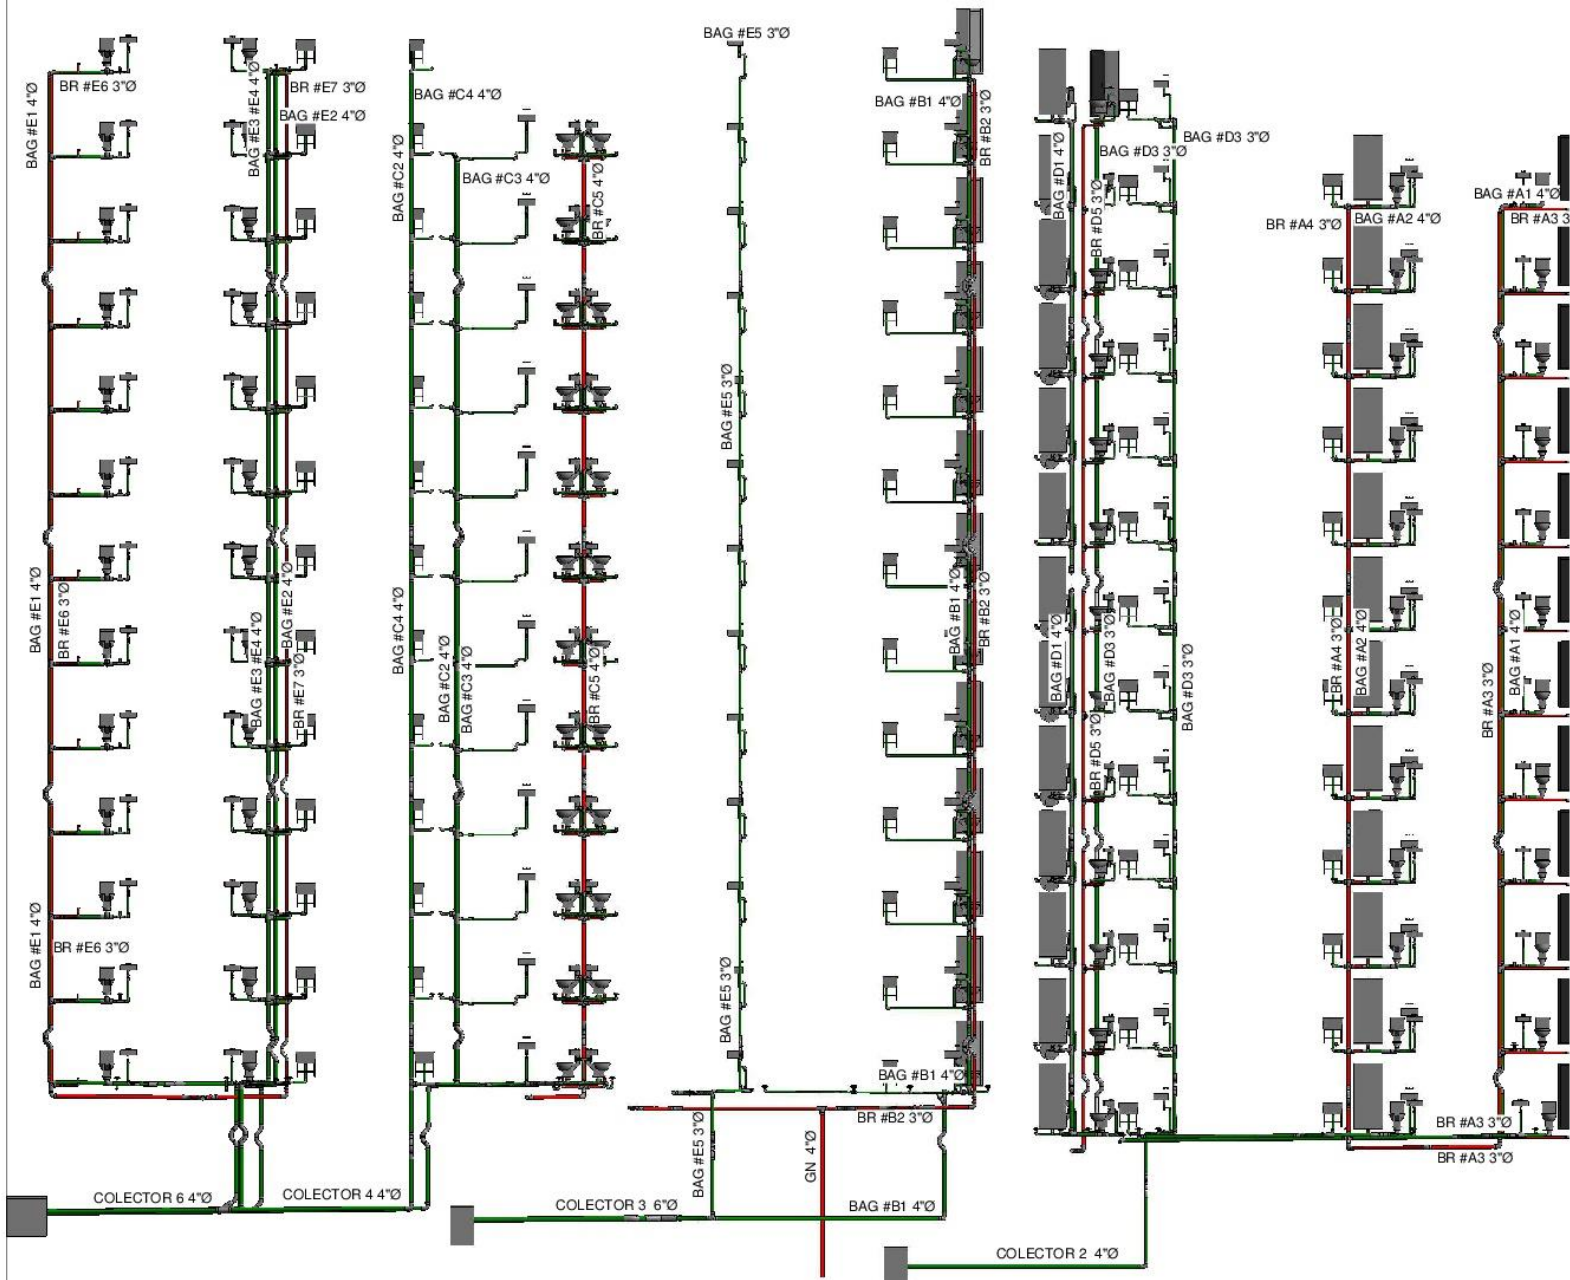 BAG #E5 3"Ø
BR #E6 3"Ø
BR #E7 3"Ø
BAG #C4 4"Ø
BAG #B1 4"Ø
BAG #E1 4"Ø
BAG #E3 #E4 4"Ø
BAG #E2 4"Ø
BAG #C2 4"Ø
BR #B2 3"Ø
BAG #D3 3"Ø
BAG #D3 3"Ø
BAG #C3 4"Ø
BR #C5 4"Ø
BAG #D1 4"Ø
BR #D5 3"Ø
BAG #A1 4"Ø
BR #A4 3"Ø
BAG #A2 4"Ø
BR #A3 3
BAG #E5 3"Ø
BAG #E1 4"Ø
BR #E6 3"Ø
BAG #E2 4"Ø
BAG #E3 #E4 4"Ø
BR #E7 3"Ø
BAG #C4 4"Ø
BAG #C2 4"Ø
BAG #C3 4"Ø
BR #C5 4"Ø
BAG #B1 4"Ø
BR #B2 3"Ø
BAG #D1 4"Ø
BAG #D3 3"Ø
BR #D5 3"Ø
BAG #D3 3"Ø
BR #A4 3"Ø
BAG #A2 4"Ø
BR #A3 3"Ø
BAG #A1 4"Ø
BAG #E1 4"Ø
BR #E6 3"Ø
BAG #E5 3"Ø
BAG #B1 4"Ø
BR #B2 3"Ø
BR #A3 3"Ø
BR #A3 3"Ø
BAG #E5 3"Ø
GN 4"Ø
COLECTOR 6 4"Ø
COLECTOR 4 4"Ø
COLECTOR 3 6"Ø
BAG #B1 4"Ø
COLECTOR 2 4"Ø